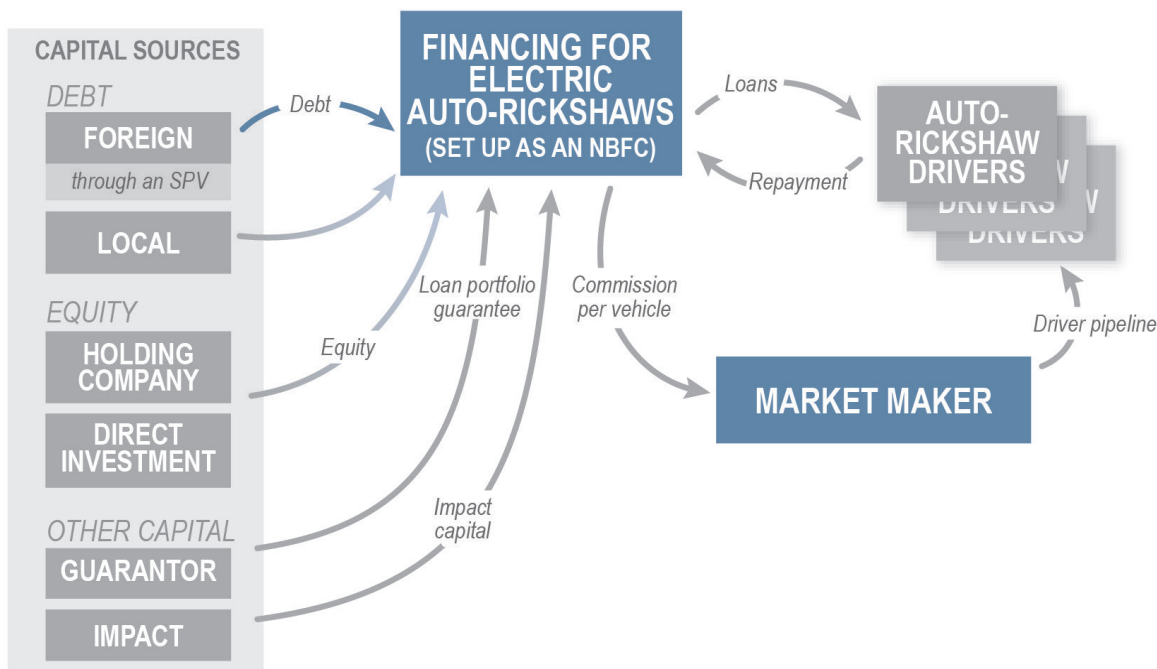 CAPITAL SOURCES
DEBT
FOREIGN
through an SPV
LOCAL
EQUITY
HOLDING
COMPANY
DIRECT
INVESTMENT
OTHER CAPITAL
GUARANTOR
IMPACT
Debt
Equity
Loan portfolio
guarantee
Impact
capital
FINANCING FOR
ELECTRIC
AUTO-RICKSHAWS
(SET UP AS AN NBFC)
Loans
Repayment
Commission
per vehicle
AUTO-
RICKSHAW
DRIVERS
W
DRIVERS
W
DRIVERS
Driver pipeline
MARKET MAKER